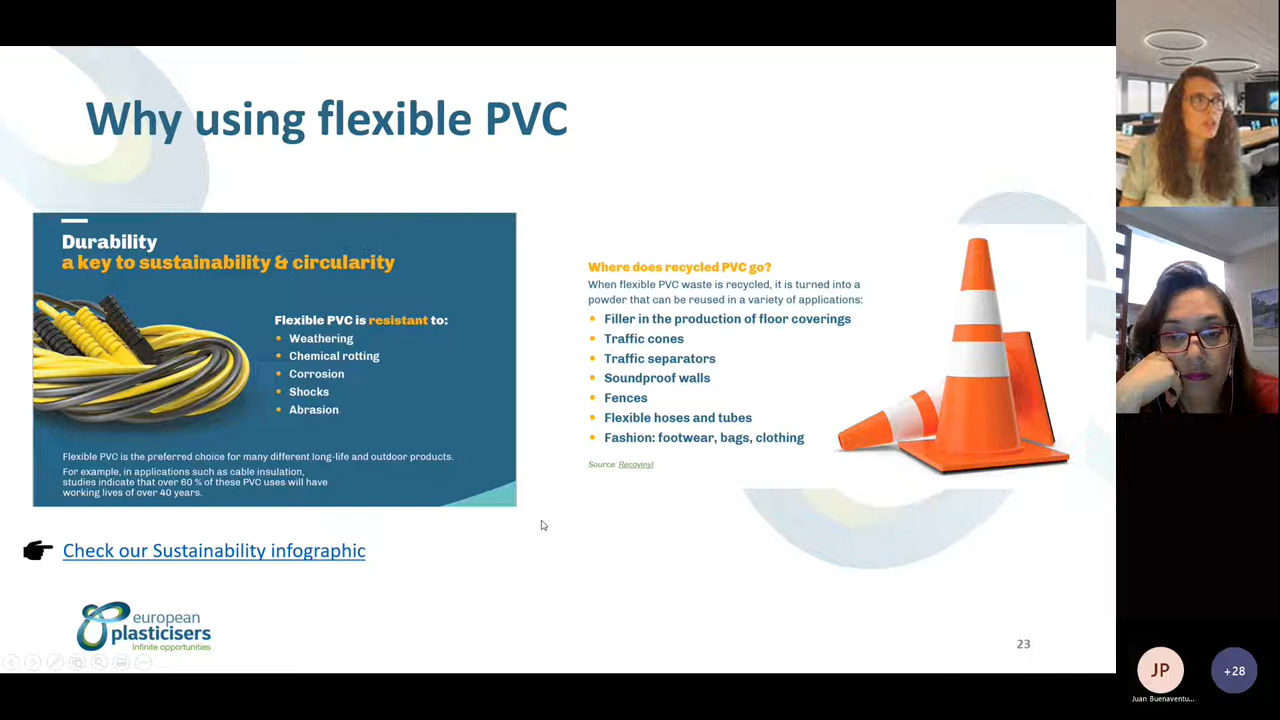 Why using flexible PVC
Durability
a key to sustainability & circularity
Flexible PVC is resistant to:
Weathering
Chemical rotting
Corrosion
Shocks
Abrasion
Flexible PVC is the preferred choice for many different long-life and outdoor products.
For example, in applications such as cable insulation,
studies indicate that over 60 % of these PVC uses will have
working lives of over 40 years.
Where does recycled PVC go?
When flexible PVC waste is recycled, it is turned into a
powder that can be reused in a variety of applications:
Filler in the production of floor coverings
Traffic cones
Traffic separators
Soundproof walls
Fences
Flexible hoses and tubes
Fashion: footwear, bags, clothing
Source: Recovinyl
Check our Sustainability infographic
european
plasticisers
Infinite opportunities
23
JP
+28
Juan Buenaventu...